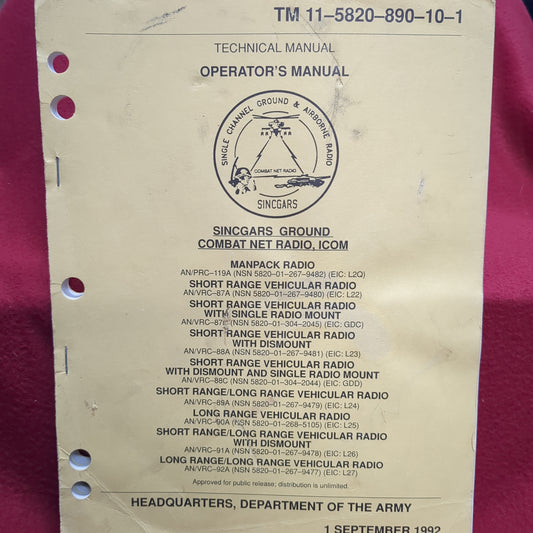 TM 11–5820–890–10–1
TECHNICAL MANUAL
OPERATOR'S MANUAL
SINGLE CHANNEL GROUND & AIRBORNE RADIO
COMBAT NET RADIO
SINCGARS
SINCGARS GROUND
COMBAT NET RADIO, ICOM
MANPACK RADIO
AN/PRC–119A (NSN 5820–01–267–9482) (EIC: L2Q)
SHORT RANGE VEHICULAR RADIO
AN/VRC–87A (NSN 5820–01–267–9480) (EIC: L22)
SHORT RANGE VEHICULAR RADIO
WITH SINGLE RADIO MOUNT
(NSN 5820–01–304–2045) (EIC: GDC)
SHORT RANGE VEHICULAR RADIO
WITH DISMOUNT
AN/VRC–88A (NSN 5820–01–267–9481) (EIC: L23)
SHORT RANGE VEHICULAR RADIO
WITH DISMOUNT AND SINGLE RADIO MOUNT
AN/VRC–88C (NSN 5820–01–304–2044) (EIC: GDD)
SHORT RANGE/LONG RANGE VEHICULAR RADIO
AN/VRC–89A (NSN 5820–01–267–9479) (EIC: L24)
LONG RANGE VEHICULAR RADIO
AN/VRC–90A (NSN 5820–01–268–5105) (EIC: L25)
SHORT RANGE/LONG RANGE VEHICULAR RADIO
WITH DISMOUNT
AN/VRC–91A (NSN 5820–01–267–9478) (EIC: L26)
LONG RANGE/LONG RANGE VEHICULAR RADIO
AN/VRC–92A (NSN 5820–01–267–9477) (EIC: L27)
Approved for public release; distribution is unlimited.
HEADQUARTERS, DEPARTMENT OF THE ARMY
1 SEPTEMBER 1992